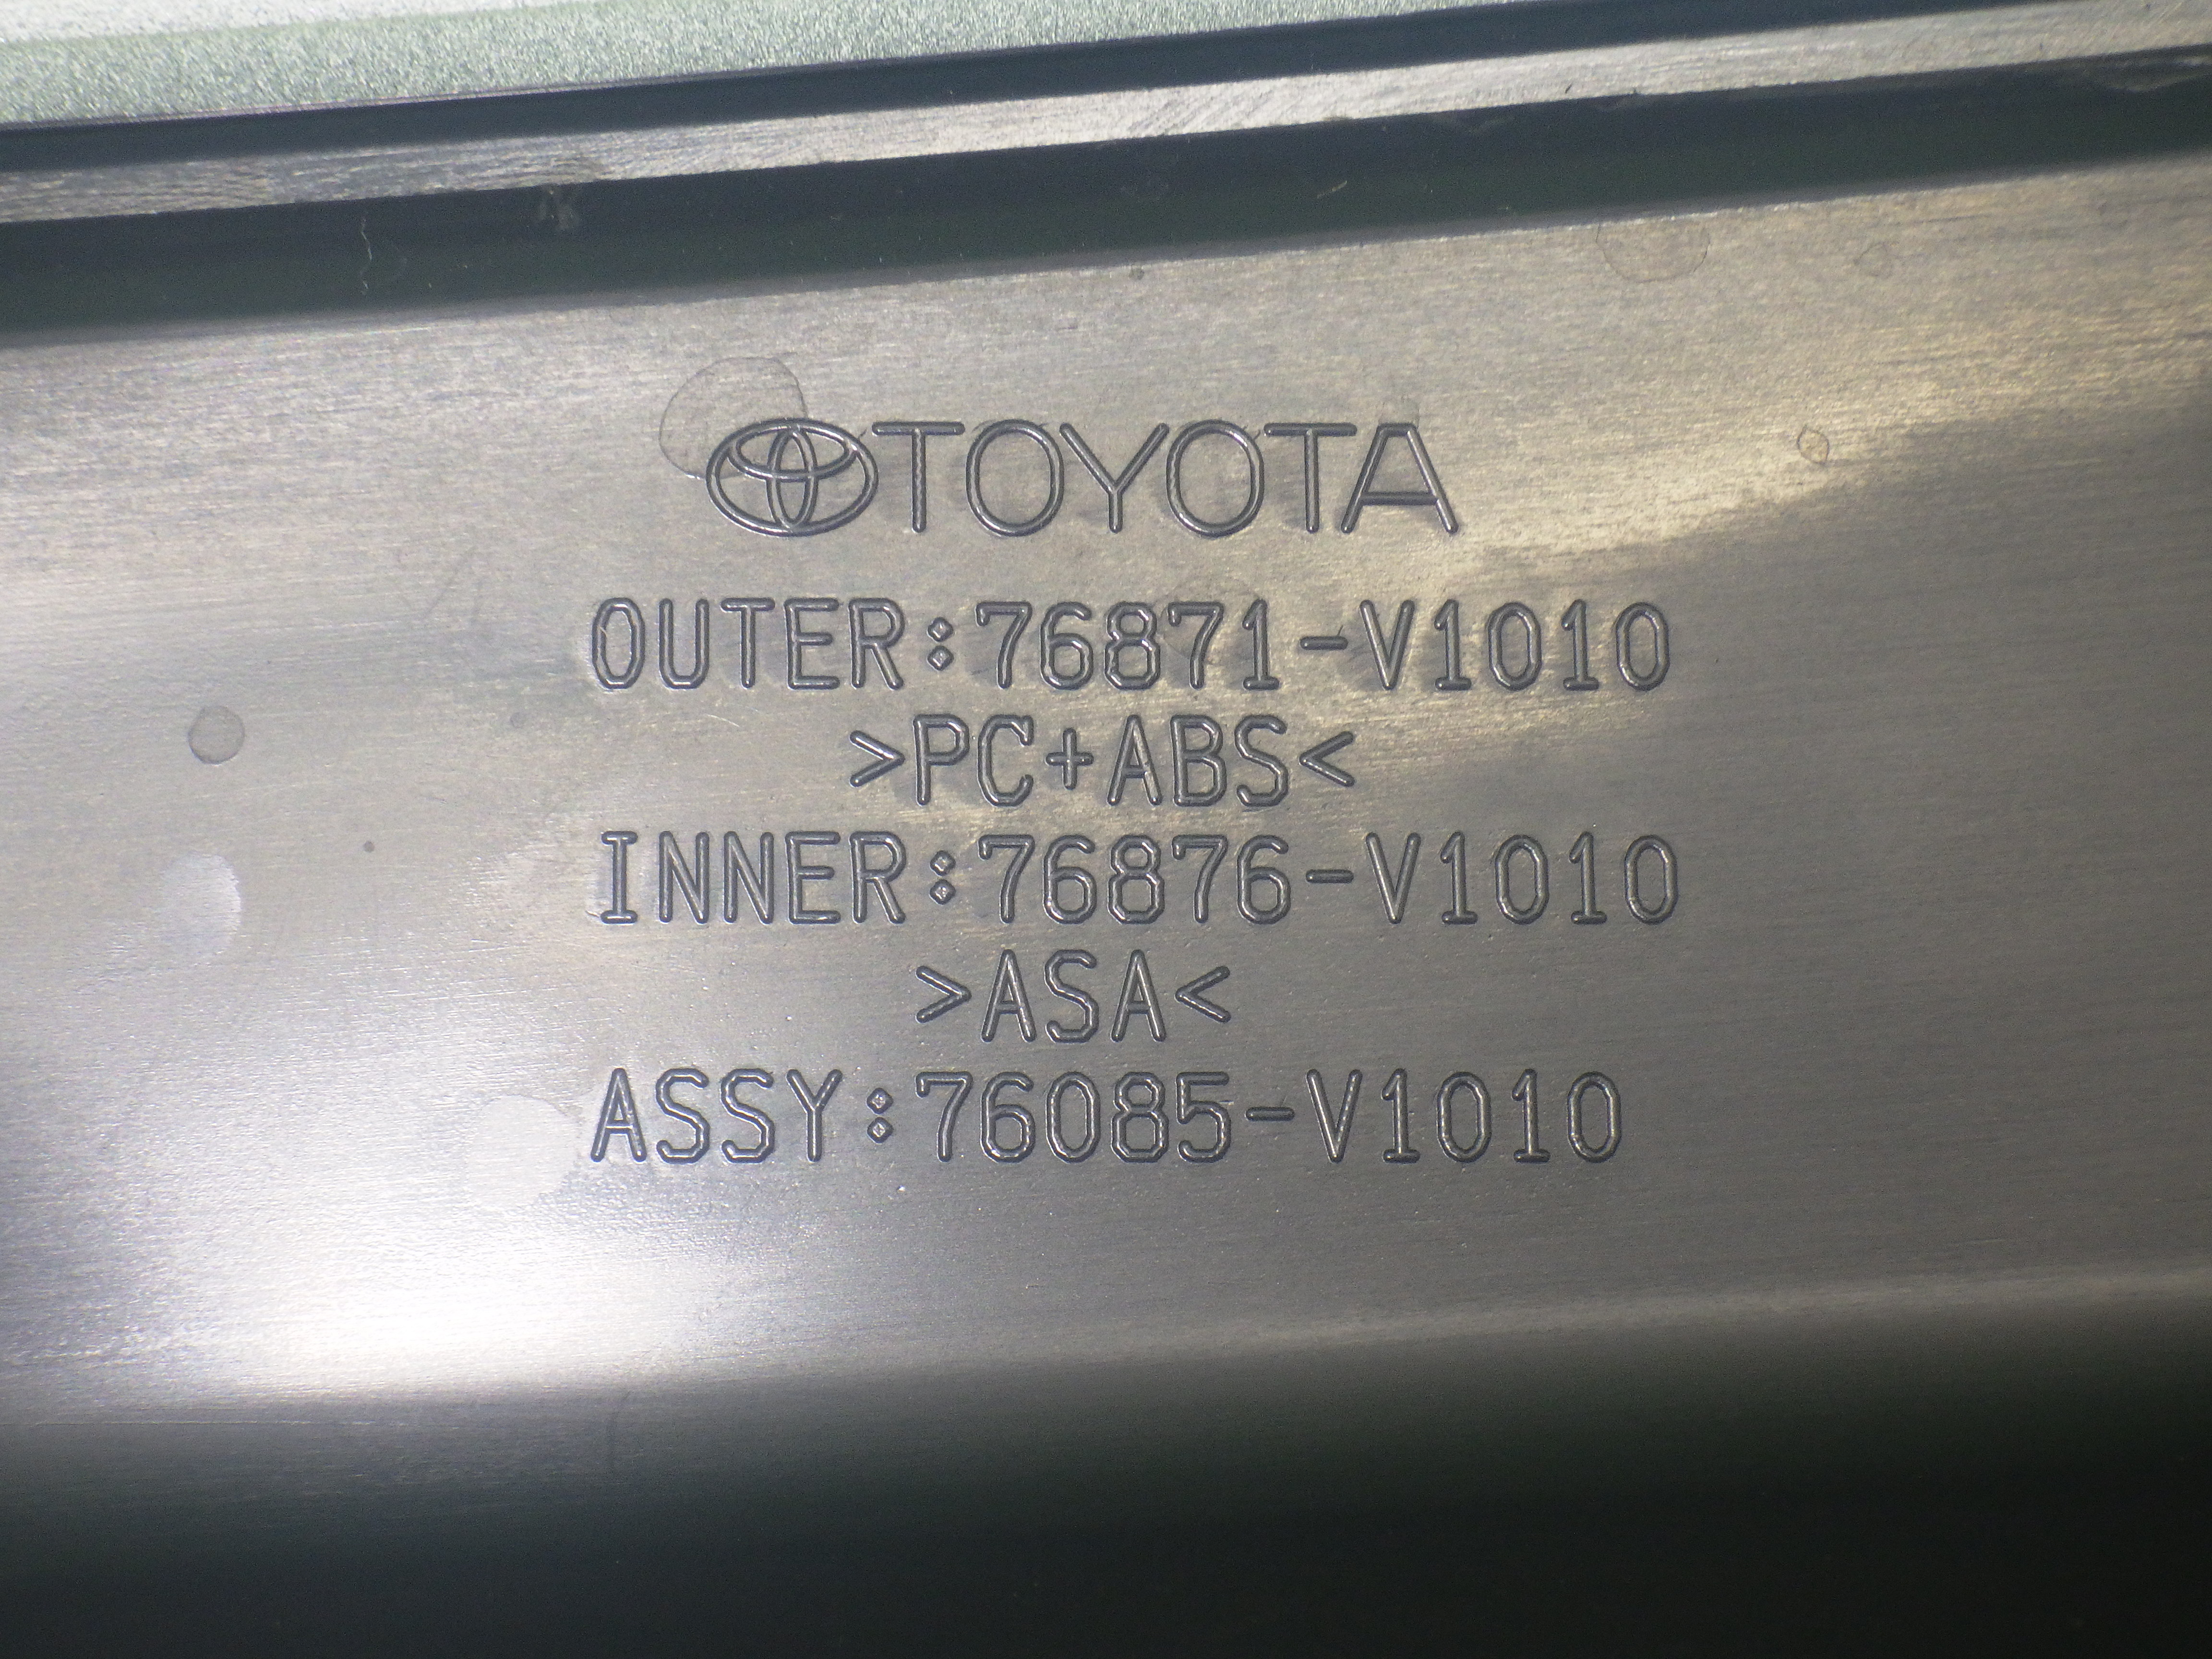 TOYOTA
OUTER:76871-V1010
>PC+ABS<
INNER:76876-V1010
>ASA<
ASSY:76085-V1010